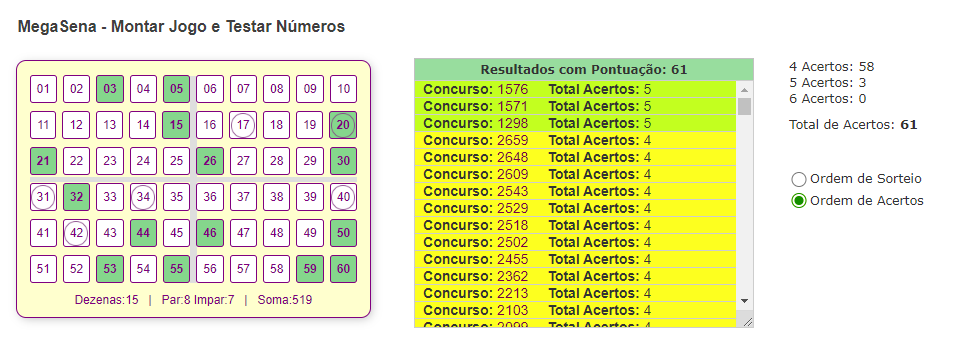 MegaSena - Montar Jogo e Testar Números
01 02 03 04 05 06 07 08 09 10
11 12 13 14 15 16 17 18 19 20
21 22 23 24 25 26 27 28 29 30
31 32 33 34 35 36 37 38 39 40
41 42 43 44 45 46 47 48 49 50
51 52 53 54 55 56 57 58 59 60
Dezenas:15 | Par:8 Impar:7 | Soma:519
Resultados com Pontuação: 61
Concurso: 1576 Total Acertos: 5
Concurso: 1571 Total Acertos: 5
Concurso: 1298 Total Acertos: 5
Concurso: 2659 Total Acertos: 4
Concurso: 2648 Total Acertos: 4
Concurso: 2609 Total Acertos: 4
Concurso: 2543 Total Acertos: 4
Concurso: 2529 Total Acertos: 4
Concurso: 2518 Total Acertos: 4
Concurso: 2502 Total Acertos: 4
Concurso: 2455 Total Acertos: 4
Concurso: 2362 Total Acertos: 4
Concurso: 2213 Total Acertos: 4
Concurso: 2103 Total Acertos: 4
Concurso: 2099 Total Acertos: 4
4 Acertos: 58
5 Acertos: 3
6 Acertos: 0
Total de Acertos: 61
Ordem de Sorteio
Ordem de Acertos